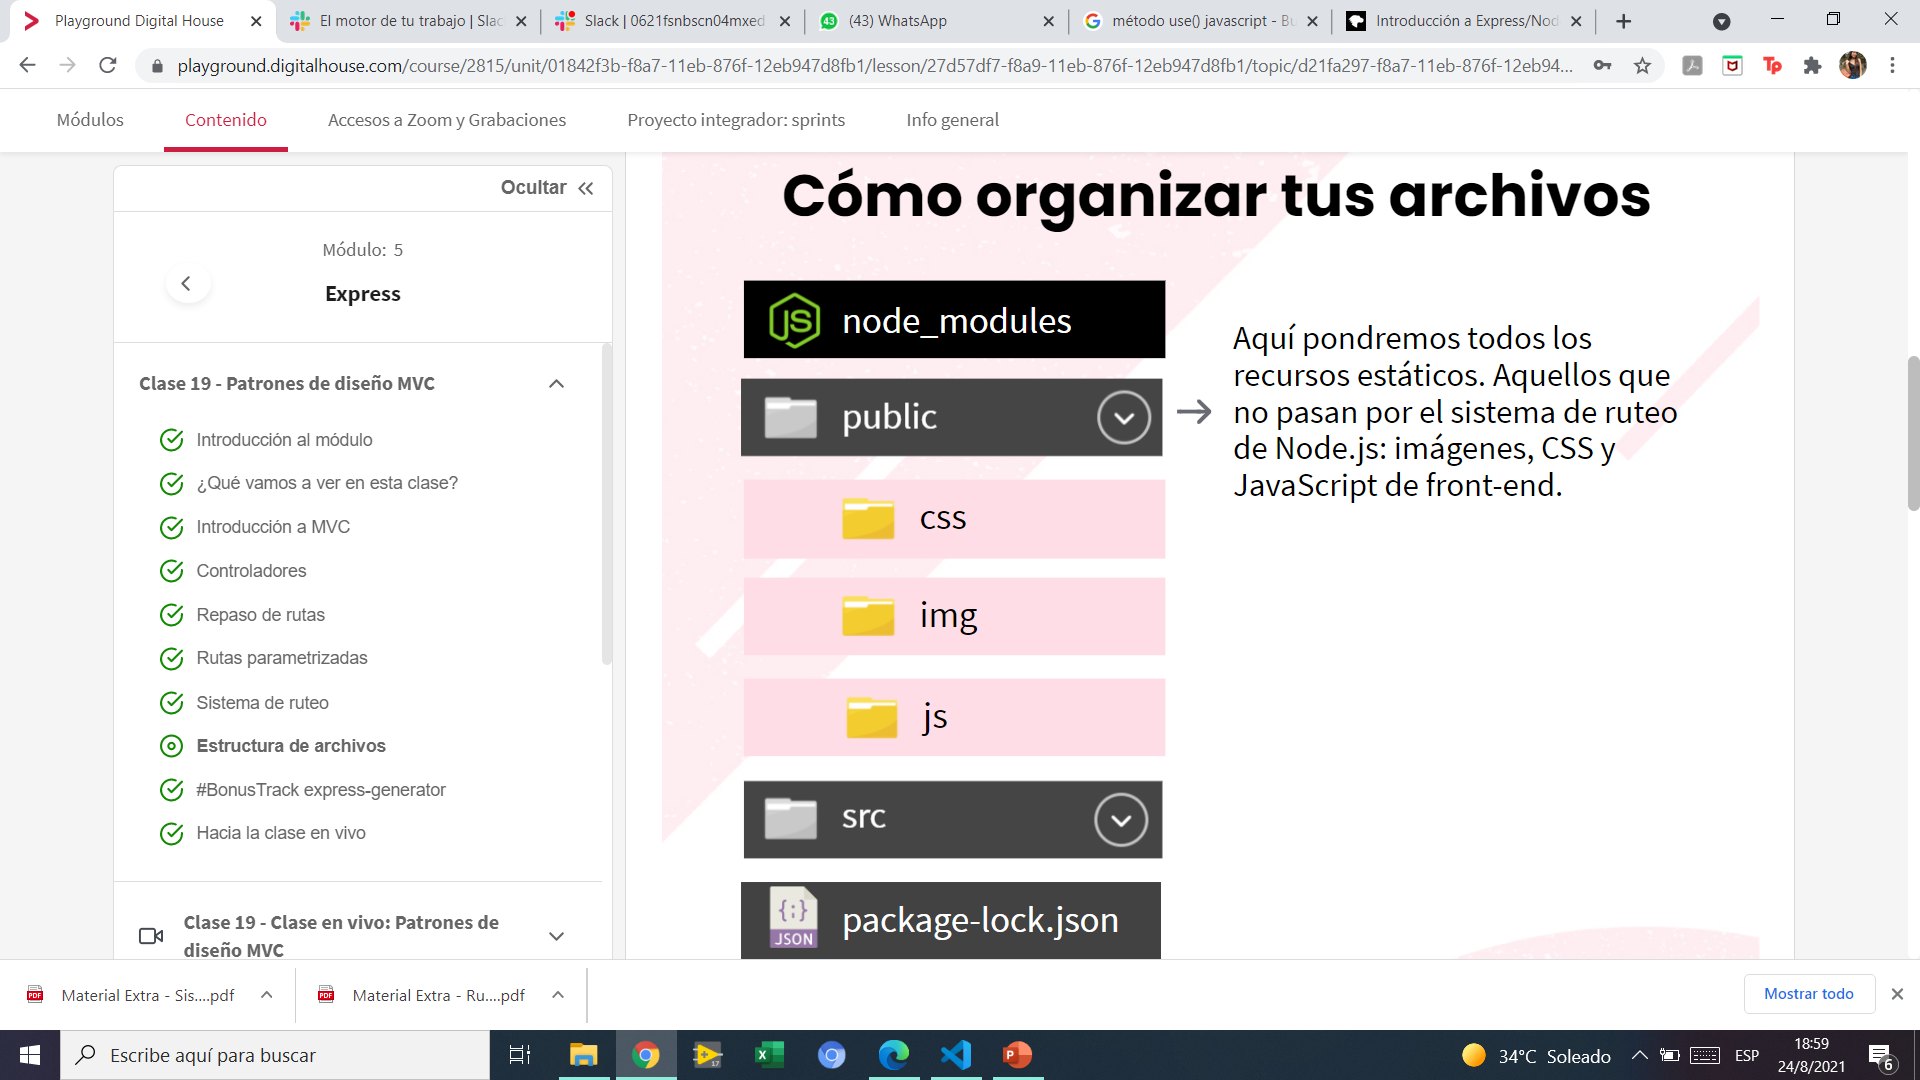 Playground Digital House
El motor de tu trabajo | Slac
Slack | 0621fsnbscn04mxed
(43) WhatsApp
método use() javascript - Bu
Introducción a Express/Nod
playground.digitalhouse.com/course/2815/unit/01842f3b-f8a7-11eb-876f-12eb947d8fb1/lesson/27d57df7-f8a9-11eb-876f-12eb947d8fb1/topic/d21fa297-f8a7-11eb-876f-12eb94...
Módulos
Contenido
Accesos a Zoom y Grabaciones
Proyecto integrador: sprints
Info general
Ocultar
Módulo: 5
Express
Clase 19 - Patrones de diseño MVC
Introducción al módulo
¿Qué vamos a ver en esta clase?
Introducción a MVC
Controladores
Repaso de rutas
Rutas parametrizadas
Sistema de ruteo
Estructura de archivos
#BonusTrack express-generator
Hacia la clase en vivo
Clase 19 - Clase en vivo: Patrones de
diseño MVC
Cómo organizar tus archivos
node_modules
public
css
img
js
src
JSON
package-lock.json
Aquí pondremos todos los
recursos estáticos. Aquellos que
no pasan por el sistema de ruteo
de Node.js: imágenes, CSS y
JavaScript de front-end.
Material Extra - Sis....pdf
Material Extra - Ru....pdf
Mostrar todo
Escribe aquí para buscar
34°C Soleado
ESP
18:59
24/8/2021
6